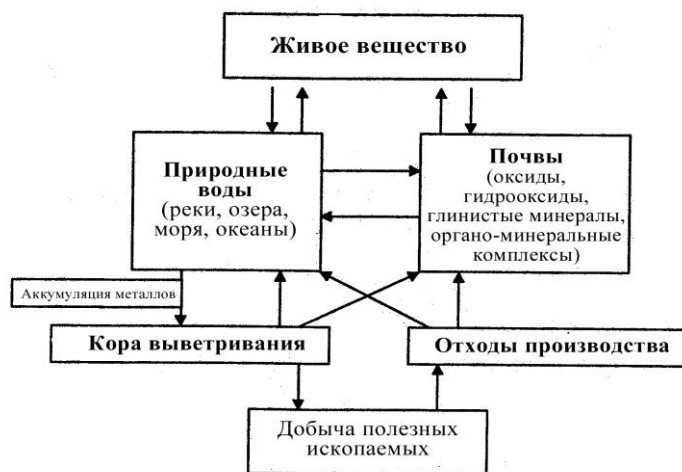 Живое вещество
Природные
воды
(реки, озера,
моря, океаны)
Почвы
(оксиды,
гидрооксиды,
глинистые минералы,
органо-минеральные
комплексы)
Аккумуляция металлов
Кора выветривания
Отходы производства
Добыча полезных
ископаемых